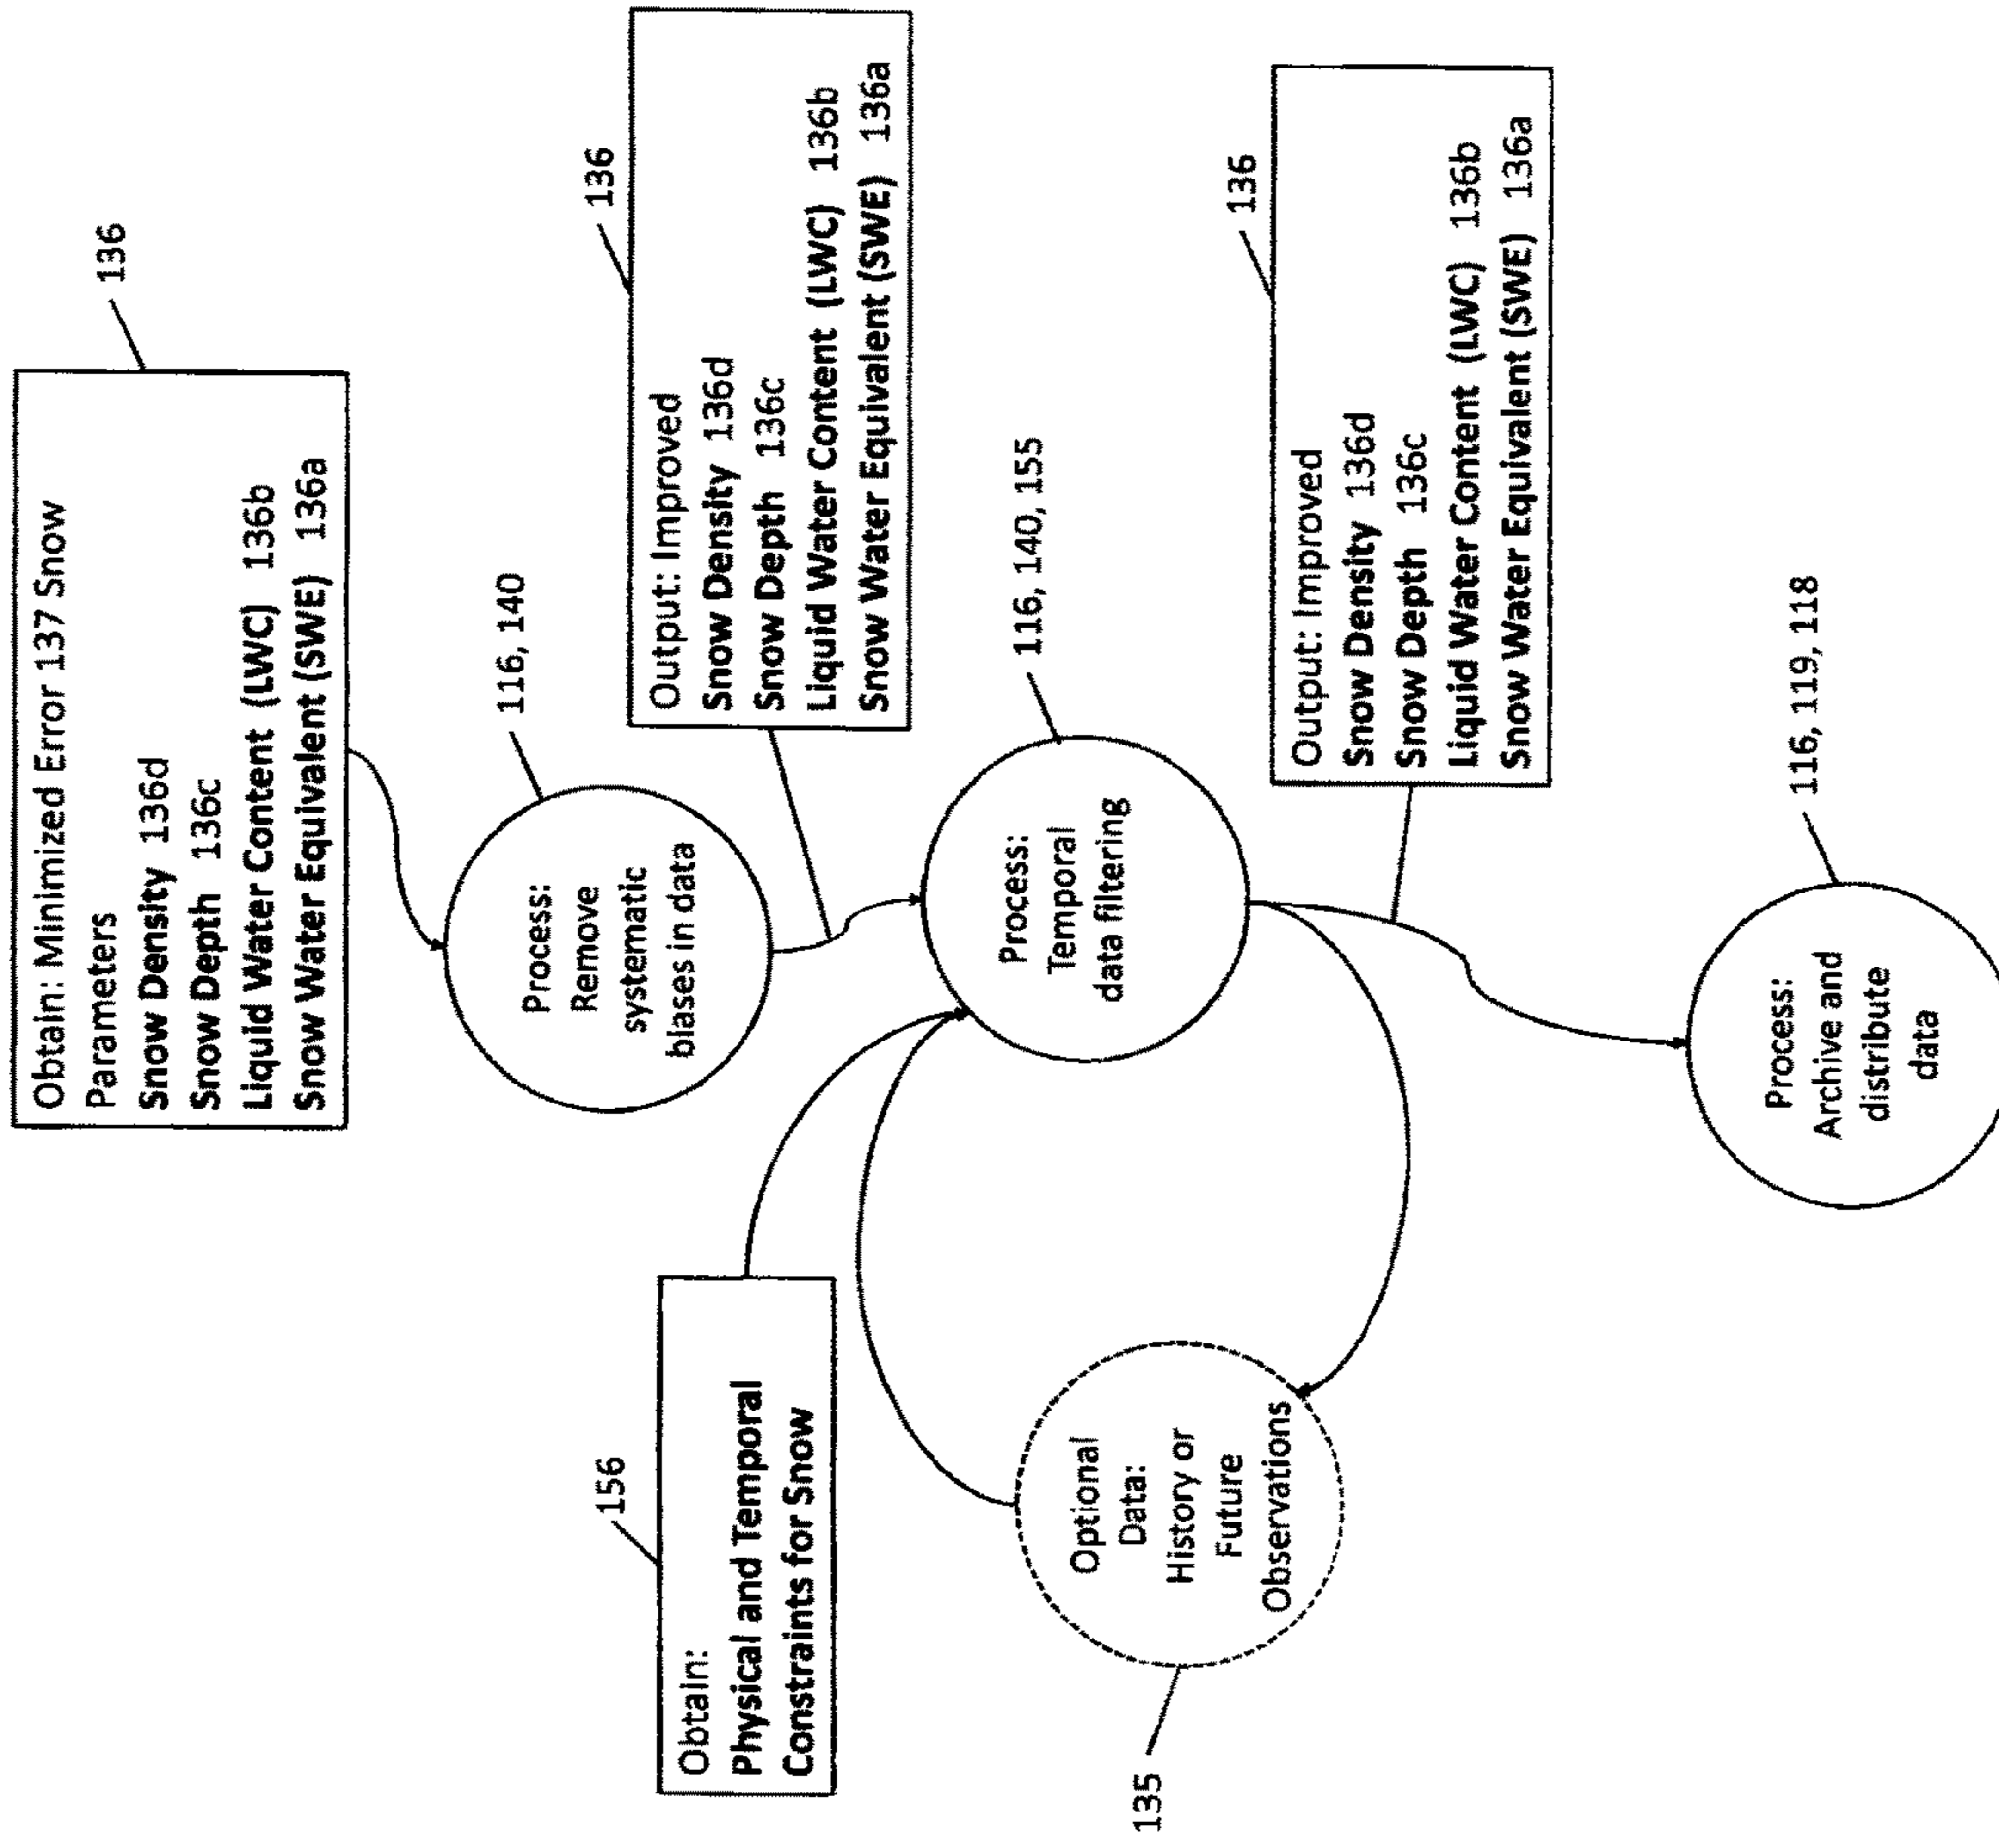 136
Obtain: Minimized Error 137 Snow
Parameters
Snow Density 136d
Snow Depth 136c
Liquid Water Content (LWC) 136b
Snow Water Equivalent (SWE) 136a
116, 140
Process:
Remove
systematic
biases in data
136
Output: Improved
Snow Density 136d
Snow Depth 136c
Liquid Water Content (LWC) 136b
Snow Water Equivalent (SWE) 136a
156
Obtain:
Physical and Temporal
Constraints for Snow
116, 140, 155
Process:
Temporal
data filtering
135
Optional
Data:
History or
Future
Observations
136
Output: Improved
Snow Density 136d
Snow Depth 136c
Liquid Water Content (LWC) 136b
Snow Water Equivalent (SWE) 136a
116, 119, 118
Process:
Archive and
distribute
data